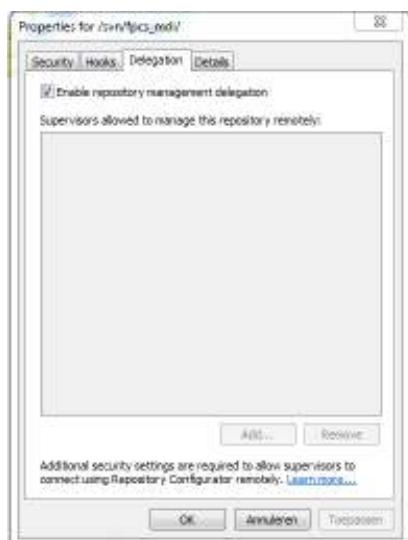 Properties for /svn/fpics_mdi/
Security Hooks Delegation Details
Enable repository management delegation
Supervisors allowed to manage this repository remotely:
Add... Remove
Additional security settings are required to allow supervisors to
connect using Repository Configurator remotely. Learn more...
OK Annuleren Toepassen